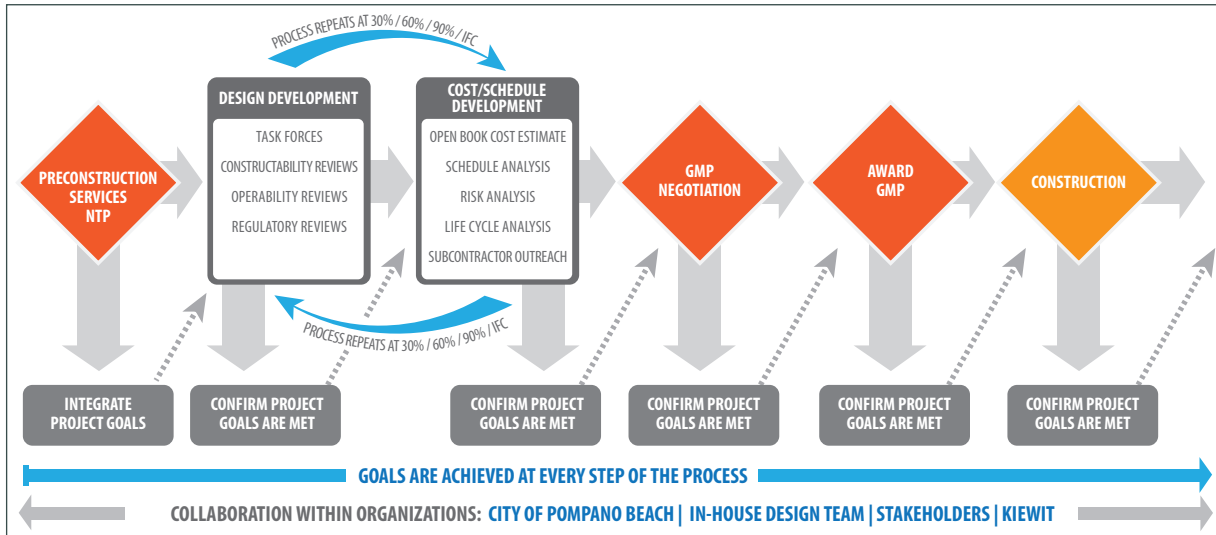 PROCESS REPEATS AT 30% / 60% / 90% / IFC
PRECONSTRUCTION
SERVICES
NTP
DESIGN DEVELOPMENT
TASK FORCES
CONSTRUCTABILITY REVIEWS
OPERABILITY REVIEWS
REGULATORY REVIEWS
COST/SCHEDULE
DEVELOPMENT
OPEN BOOK COST ESTIMATE
SCHEDULE ANALYSIS
RISK ANALYSIS
LIFE CYCLE ANALYSIS
SUBCONTRACTOR OUTREACH
GMP
NEGOTIATION
AWARD
GMP
CONSTRUCTION
PROCESS REPEATS AT 30% / 60% / 90% / IFC
INTEGRATE
PROJECT GOALS
CONFIRM PROJECT
GOALS ARE MET
CONFIRM PROJECT
GOALS ARE MET
CONFIRM PROJECT
GOALS ARE MET
CONFIRM PROJECT
GOALS ARE MET
CONFIRM PROJECT
GOALS ARE MET
GOALS ARE ACHIEVED AT EVERY STEP OF THE PROCESS
COLLABORATION WITHIN ORGANIZATIONS: CITY OF POMPANO BEACH | IN-HOUSE DESIGN TEAM | STAKEHOLDERS | KIEWIT